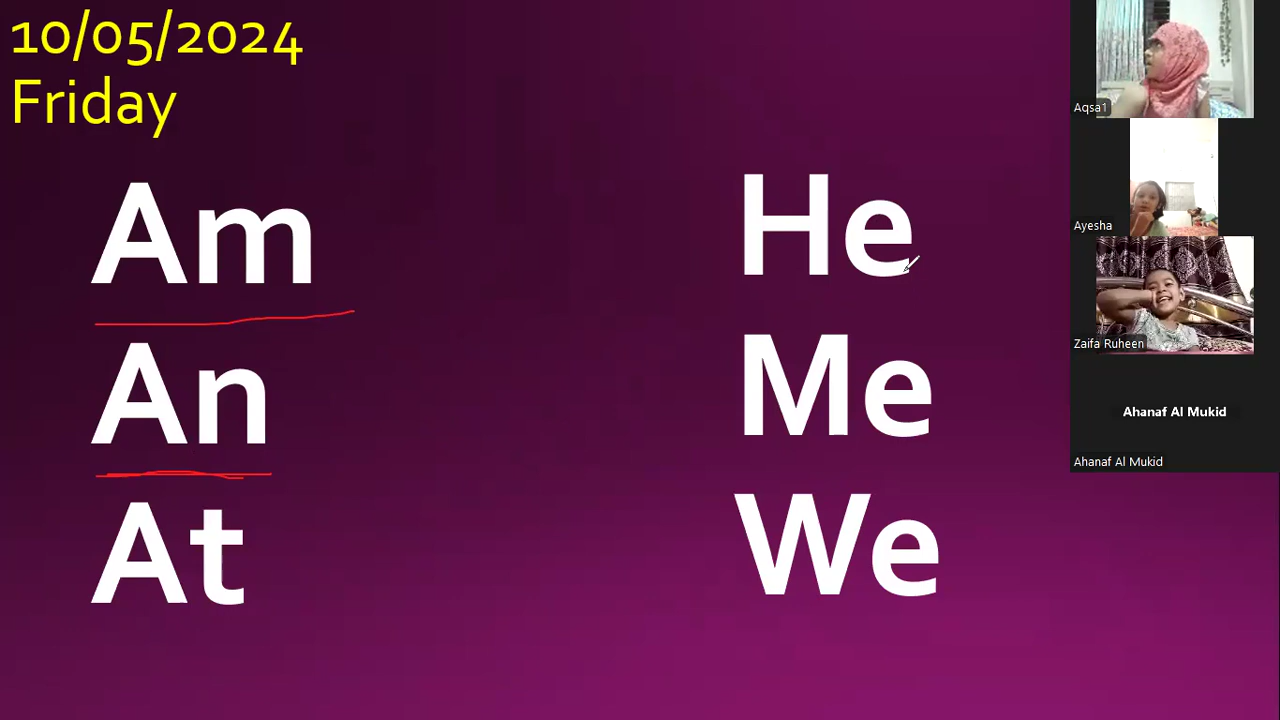 10/05/2024
Friday
Am
An
At
He
Me
We
Aqsa1
Ayesha
Zaifa Ruheen
Ahanaf Al Mukid
Ahanaf Al Mukid